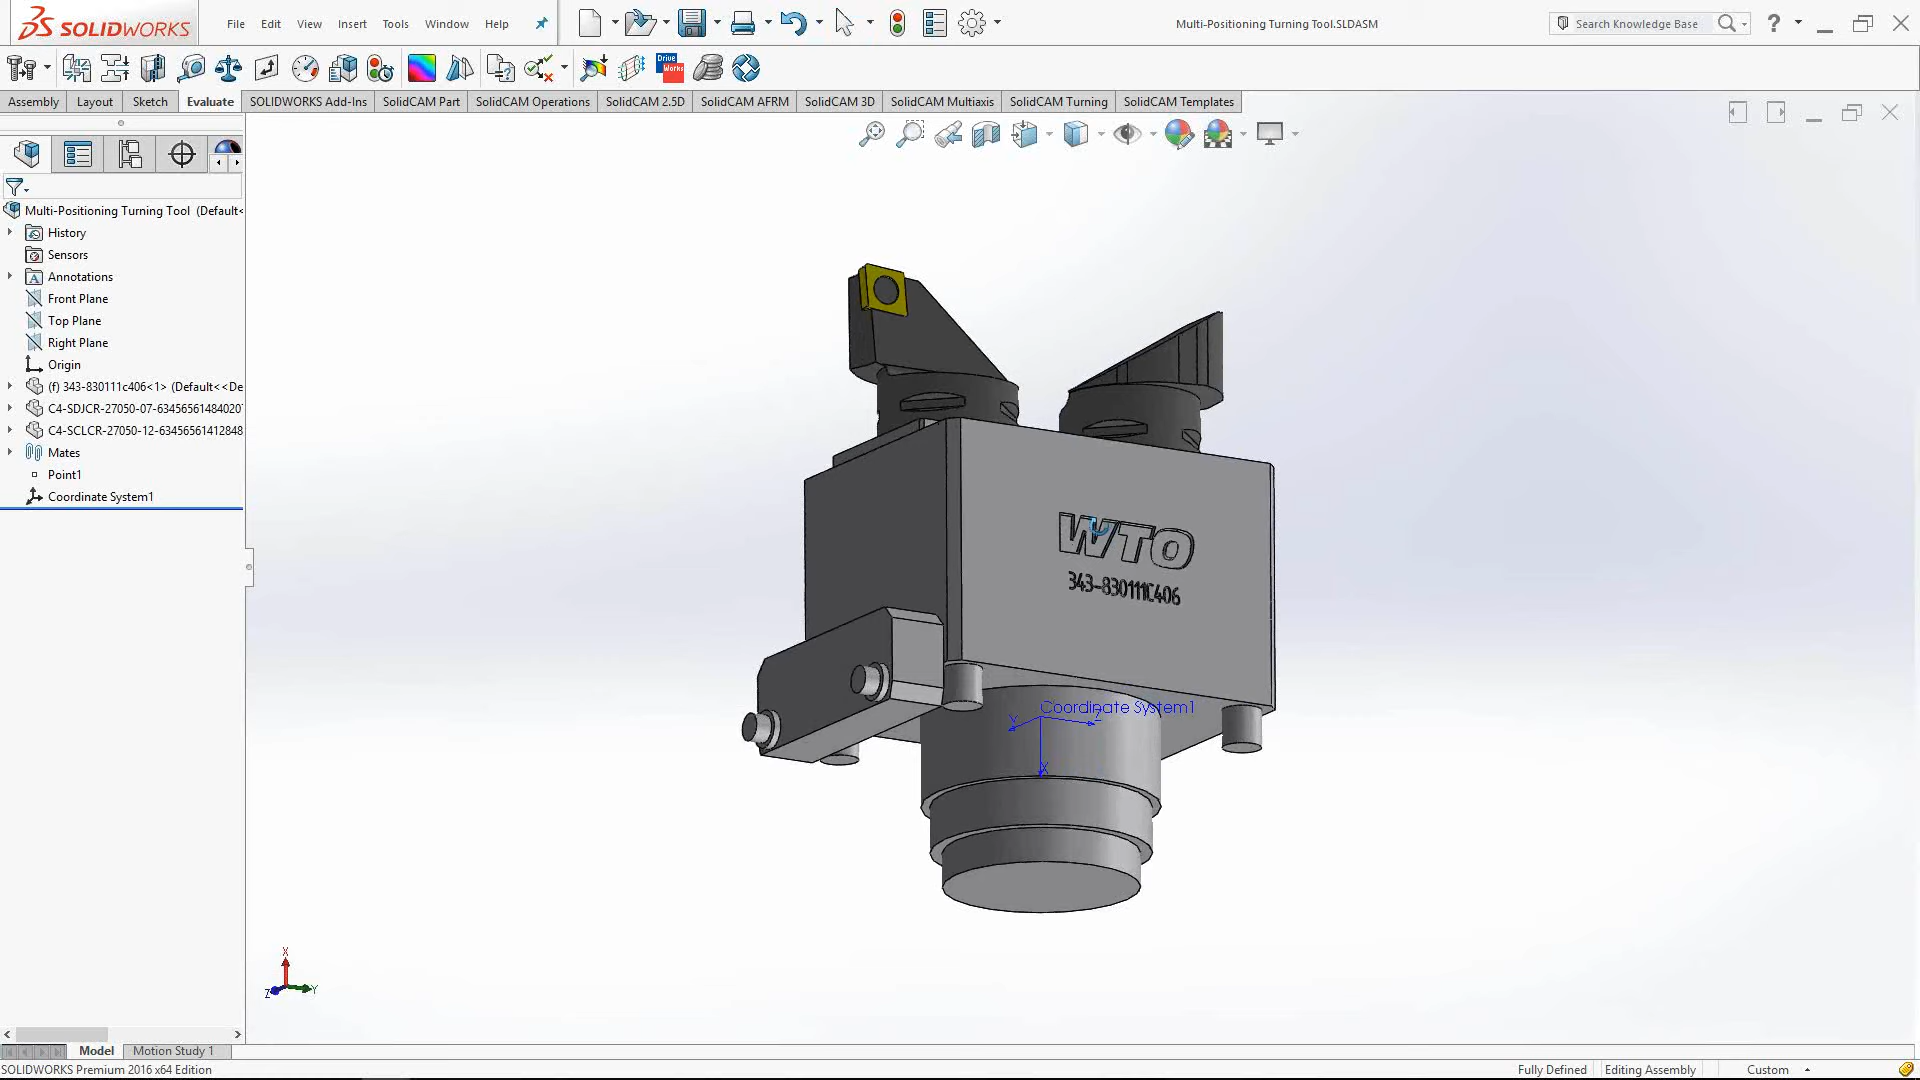 SOLIDWORKS
File Edit View Insert Tools Window Help
Multi-Positioning Turning Tool.SLDASM
Search Knowledge Base
?
Drive
Works
Assembly Layout Sketch Evaluate SOLIDWORKS Add-Ins SolidCAM Part SolidCAM Operations SolidCAM 2.5D SolidCAM AFRM SolidCAM 3D SolidCAM Multiaxis SolidCAM Turning SolidCAM Templates
Multi-Positioning Turning Tool (Default<
History
Sensors
A Annotations
Front Plane
Top Plane
Right Plane
Origin
(f) 343-830111c406<1> (Default<<De
C4-SDJCR-27050-07-63456561484020
C4-SCLCR-27050-12-63456561412848
Mates
Point1
Coordinate System1
WTO
343-830111C406
Coordinate System1
Y Z
X
X
Z Y
Model Motion Study 1
SOLIDWORKS Premium 2016 x64 Edition Fully Defined Editing Assembly Custom